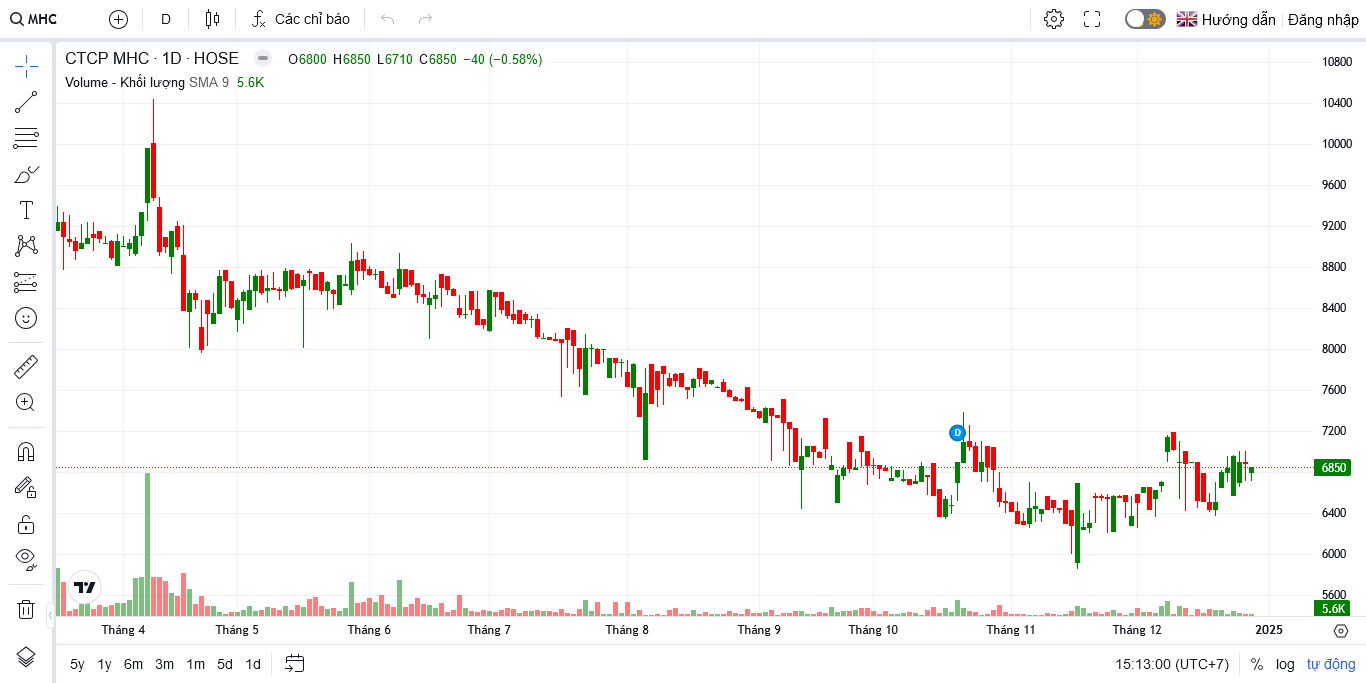 MHC D Các chỉ báo Hướng dẫn Đăng nhập
CTCP MHC · 1D · HOSE O6800 H6850 L6710 C6850 −40 (−0.58%)
Volume - Khối lượng SMA 9 5.6K
10800
10400
10000
9600
9200
8800
8400
8000
7600
7200
D
6850
6400
6000
5600
5.6K
Tháng 4 Tháng 5 Tháng 6 Tháng 7 Tháng 8 Tháng 9 Tháng 10 Tháng 11 Tháng 12 2025
5y 1y 6m 3m 1m 5d 1d 15:13:00 (UTC+7) % log tự động